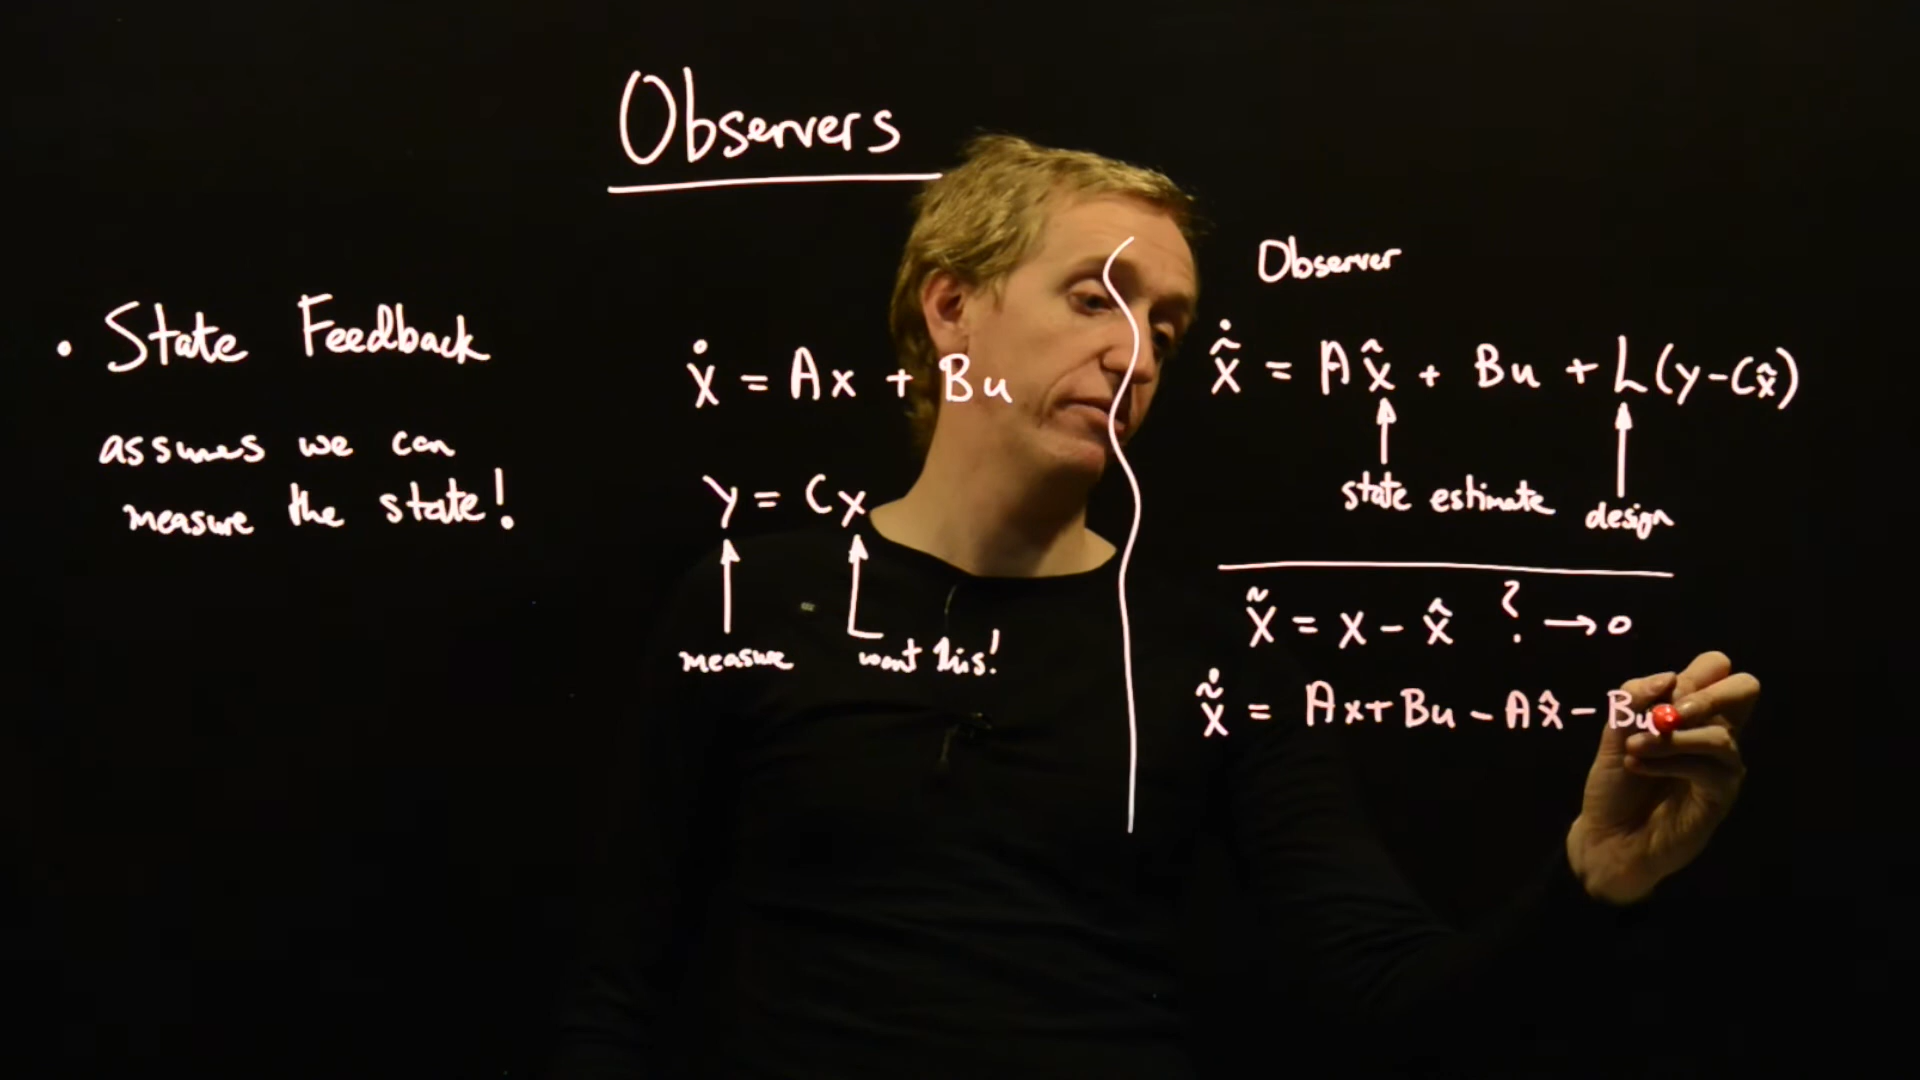 Observers
• State Feedback
assumes we can
measure the state!
ẋ = Ax + Bu
y = Cx
measure
want this!
Observer
x̂̇ = Ax̂ + Bu + L(y-Cx̂)
state estimate
design
x̃ = x - x̂ ? → 0
x̃̇ = Ax+Bu - Ax̂ - Bu